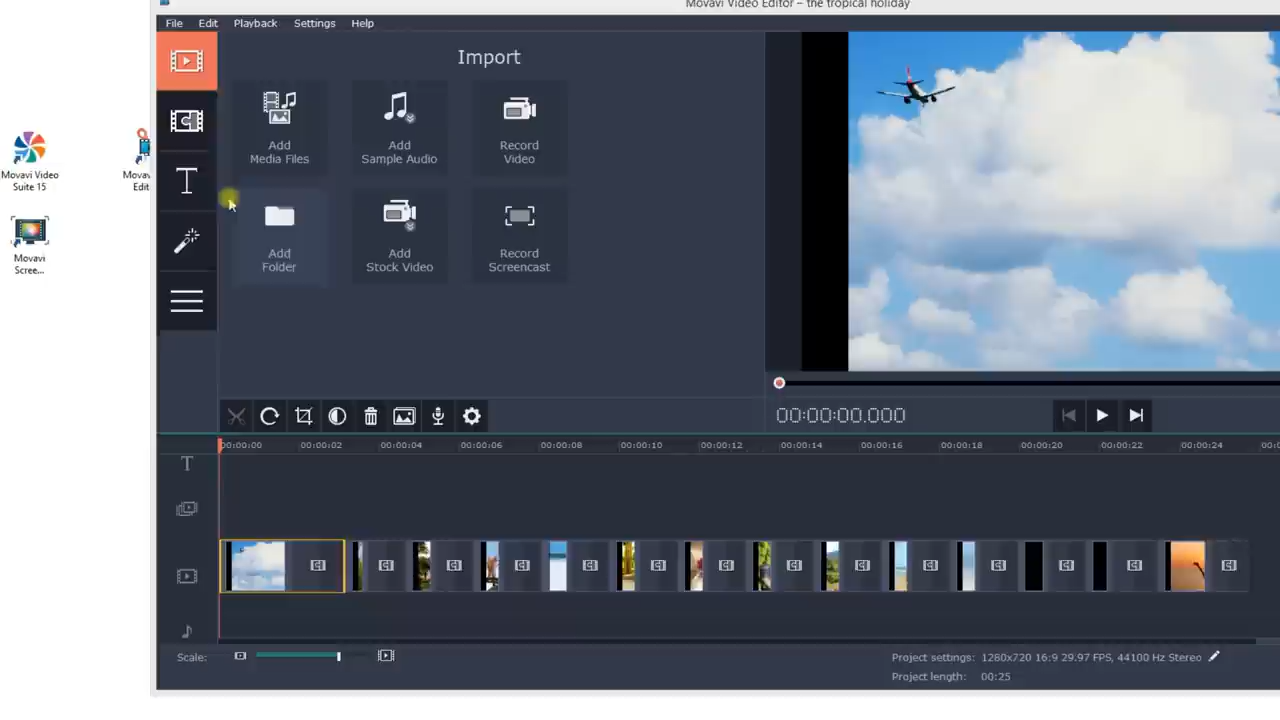 Movavi Video Editor – the tropical holiday
File Edit Playback Settings Help
Import
Add
Media Files
Add
Sample Audio
Record
Video
Add
Folder
Add
Stock Video
Record
Screencast
Movavi Video
Suite 15
Movavi
Scree...
00:00:00.000
00:00:00 00:00:02 00:00:04 00:00:06 00:00:08 00:00:10 00:00:12 00:00:14 00:00:16 00:00:18 00:00:20 00:00:22 00:00:24
Scale:
Project settings: 1280x720 16:9 29.97 FPS, 44100 Hz Stereo
Project length: 00:25